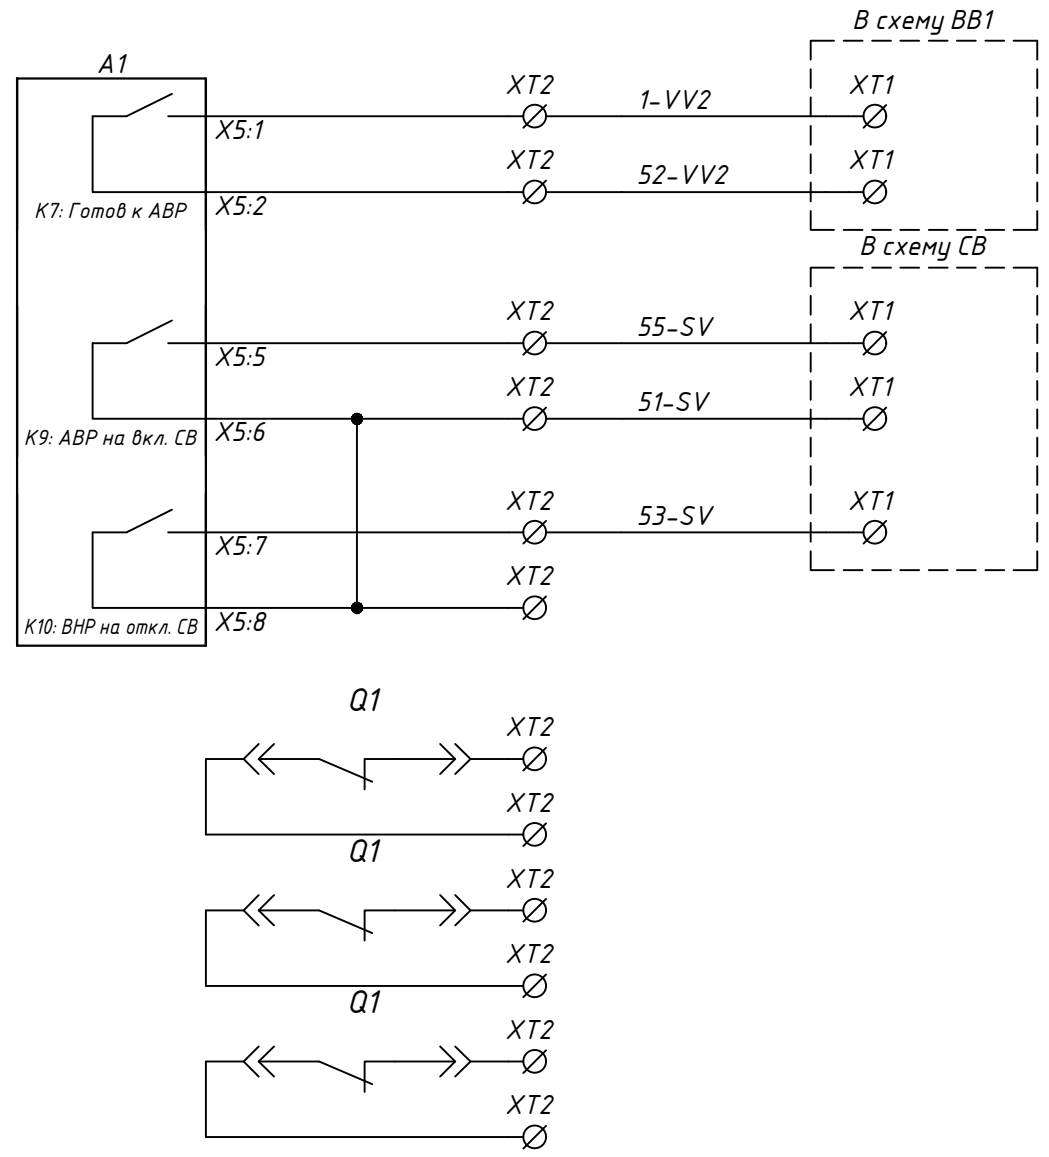 В схему ВВ1
А1
XT2
1-VV2
XT1
X5:1
XT2
52-VV2
XT1
К7: Готов к АВР
X5:2
В схему СВ
XT2
55-SV
XT1
X5:5
XT2
51-SV
XT1
К9: АВР на вкл. СВ
X5:6
XT2
53-SV
XT1
X5:7
XT2
К10: ВНР на откл. СВ
X5:8
Q1
XT2
XT2
Q1
XT2
XT2
Q1
XT2
XT2